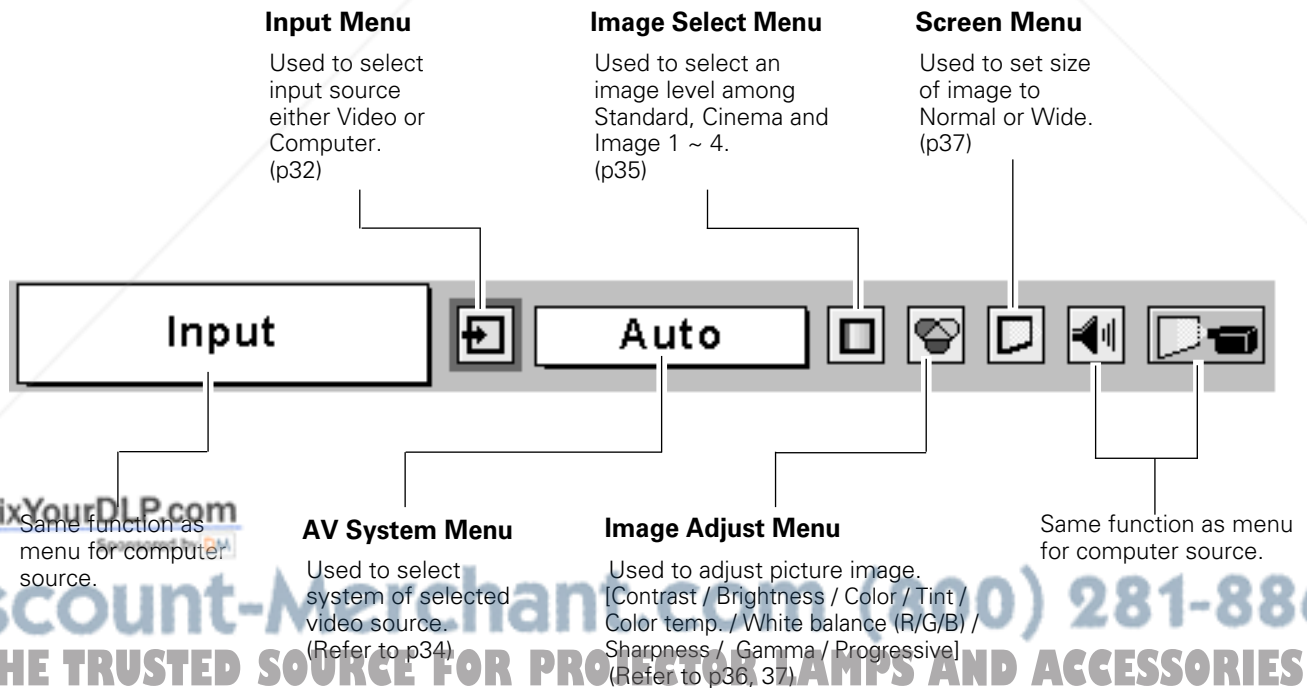 Input Menu
Used to select
input source
either Video or
Computer.
(p32)
Image Select Menu
Used to select an
image level among
Standard, Cinema and
Image 1 ~ 4.
(p35)
Screen Menu
Used to set size
of image to
Normal or Wide.
(p37)
Input
Auto
Same function as
menu for computer
source.
AV System Menu
Used to select
system of selected
video source.
(Refer to p34)
Image Adjust Menu
Used to adjust picture image.
[Contrast / Brightness / Color / Tint /
Color temp. / White balance (R/G/B) /
Sharpness / Gamma / Progressive]
(Refer to p36, 37)
Same function as menu
for computer source.
ixYourDLP.com
Sponsored by DM
scount-Merchant.com (800) 281-88
HE TRUSTED SOURCE FOR PROJECTOR LAMPS AND ACCESSORIES